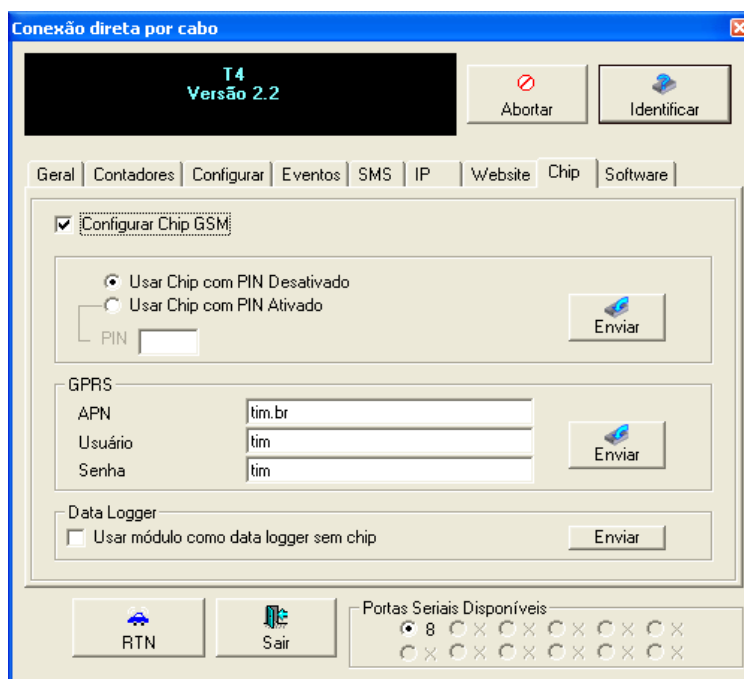 Conexão direta por cabo
T4
Versão 2.2
Abortar
Identificar
Geral
Contadores
Configurar
Eventos
SMS
IP
Website
Chip
Software
Configurar Chip GSM
Usar Chip com PIN Desativado
Usar Chip com PIN Ativado
PIN
Enviar
GPRS
APN
tim.br
Usuário
tim
Senha
tim
Enviar
Data Logger
Usar módulo como data logger sem chip
Enviar
RTN
Sair
Portas Seriais Disponíveis
8 X X X X X
X X X X X X